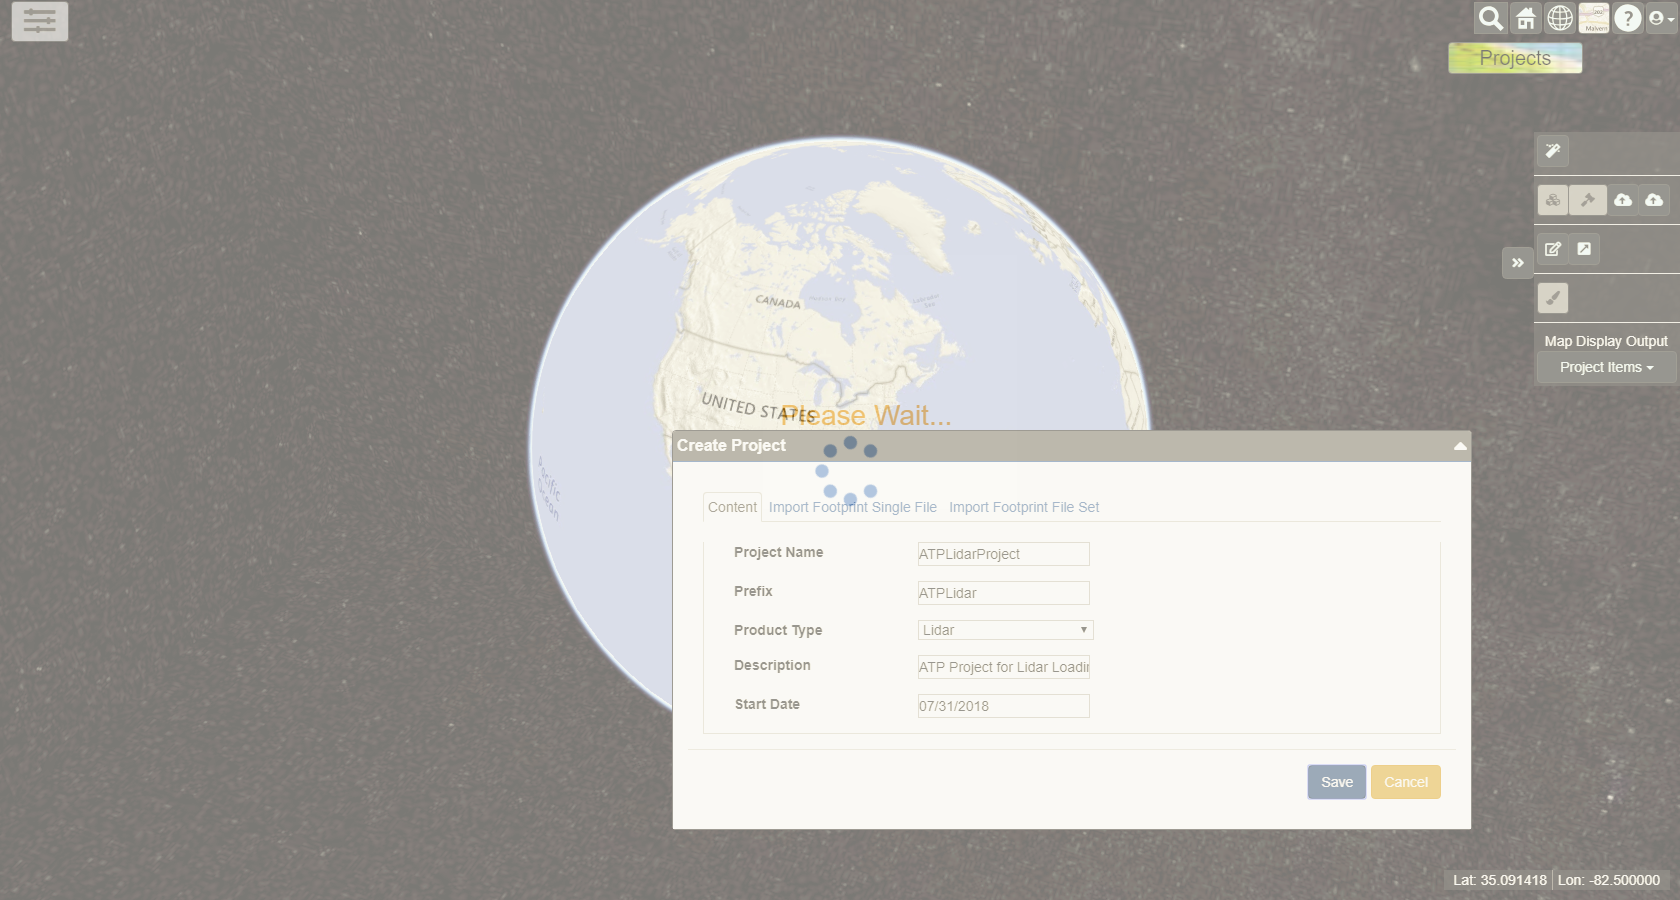 Malvern
?
Projects
CANADA
UNITED STATES
Pacific
Ocean
Please Wait...
Map Display Output
Project Items
Create Project
Content Import Footprint Single File Import Footprint File Set
Project Name ATPLidarProject
Prefix ATPLidar
Product Type Lidar
Description ATP Project for Lidar Loadin
Start Date 07/31/2018
Save Cancel
Lat: 35.091418 Lon: -82.500000